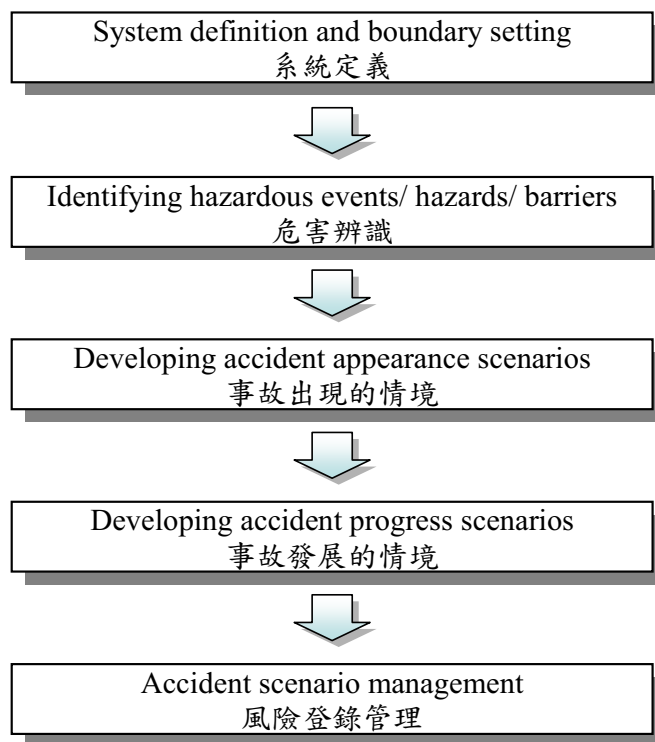 System definition and boundary setting
系統定義
Identifying hazardous events/ hazards/ barriers
危害辨識
Developing accident appearance scenarios
事故出現的情境
Developing accident progress scenarios
事故發展的情境
Accident scenario management
風險登錄管理